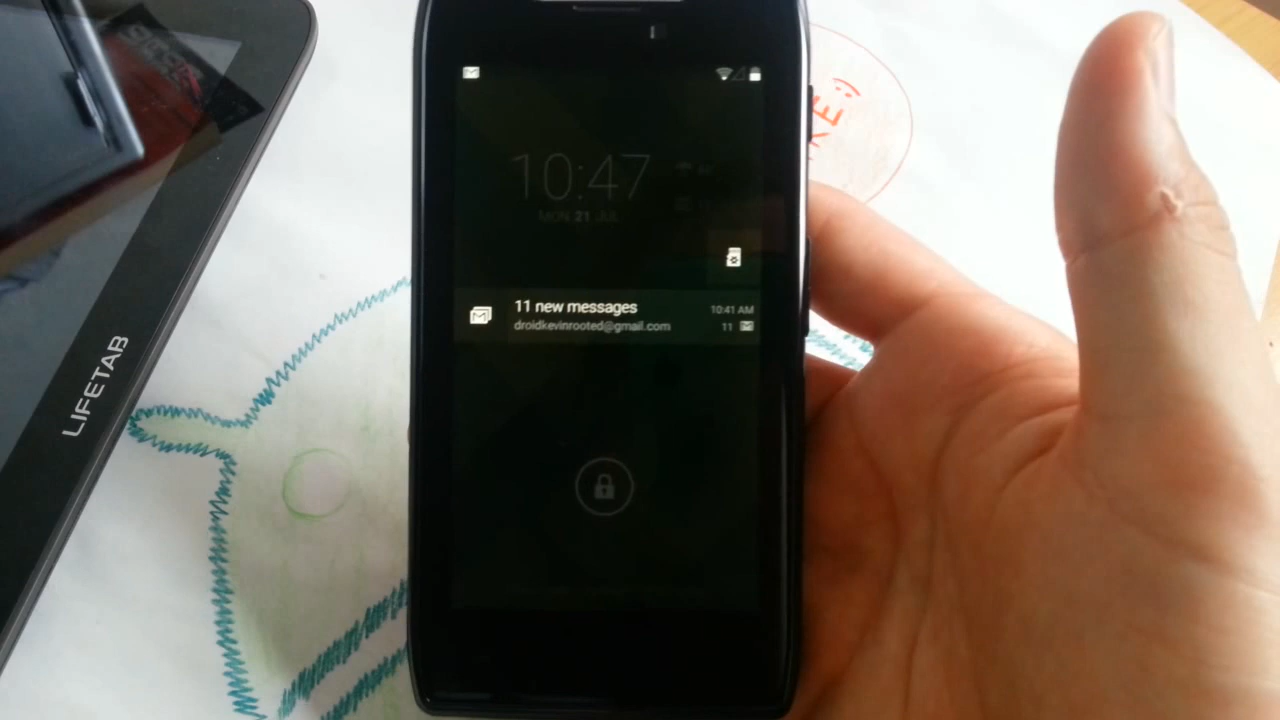 10:47
MON 21 JUL
11 new messages
10:41 AM
droidkevinrooted@gmail.com
11
LIFETAB